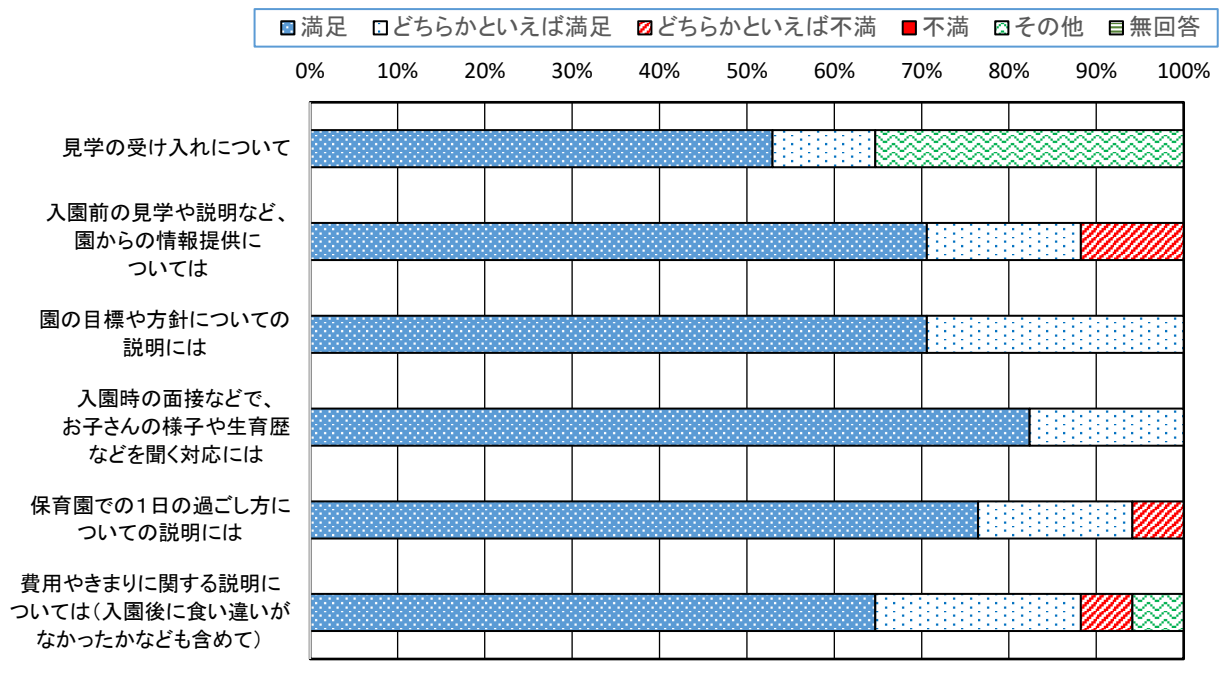 満足 どちらかといえば満足 どちらかといえば不満 不満 その他 無回答
0% 10% 20% 30% 40% 50% 60% 70% 80% 90% 100%
見学の受け入れについて
入園前の見学や説明など、
園からの情報提供に
ついては
園の目標や方針についての
説明には
入園時の面接などで、
お子さんの様子や生育歴
などを聞く対応には
保育園での1日の過ごし方に
ついての説明には
費用やきまりに関する説明に
ついては(入園後に食い違いが
なかったかなども含めて)